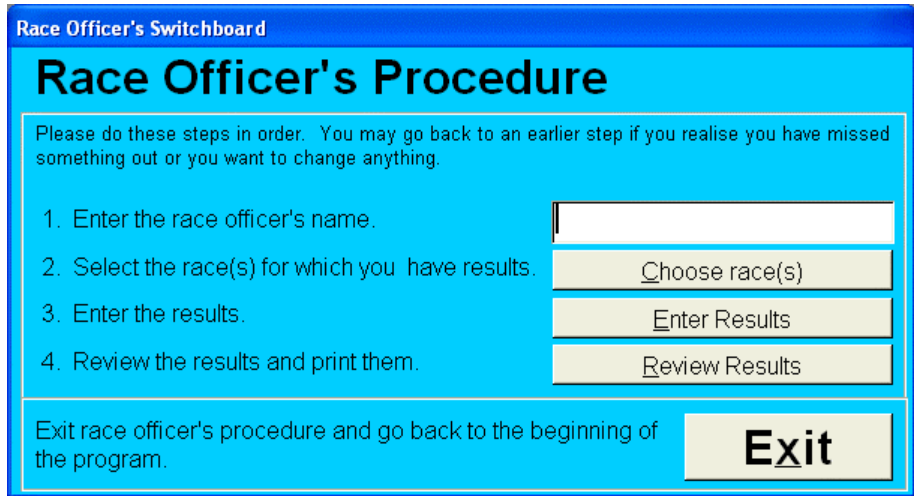 Race Officer's Switchboard
Race Officer's Procedure
Please do these steps in order. You may go back to an earlier step if you realise you have missed
something out or you want to change anything.
1. Enter the race officer's name.
2. Select the race(s) for which you have results.
Choose race(s)
3. Enter the results.
Enter Results
4. Review the results and print them.
Review Results
Exit race officer's procedure and go back to the beginning of
the program.
Exit